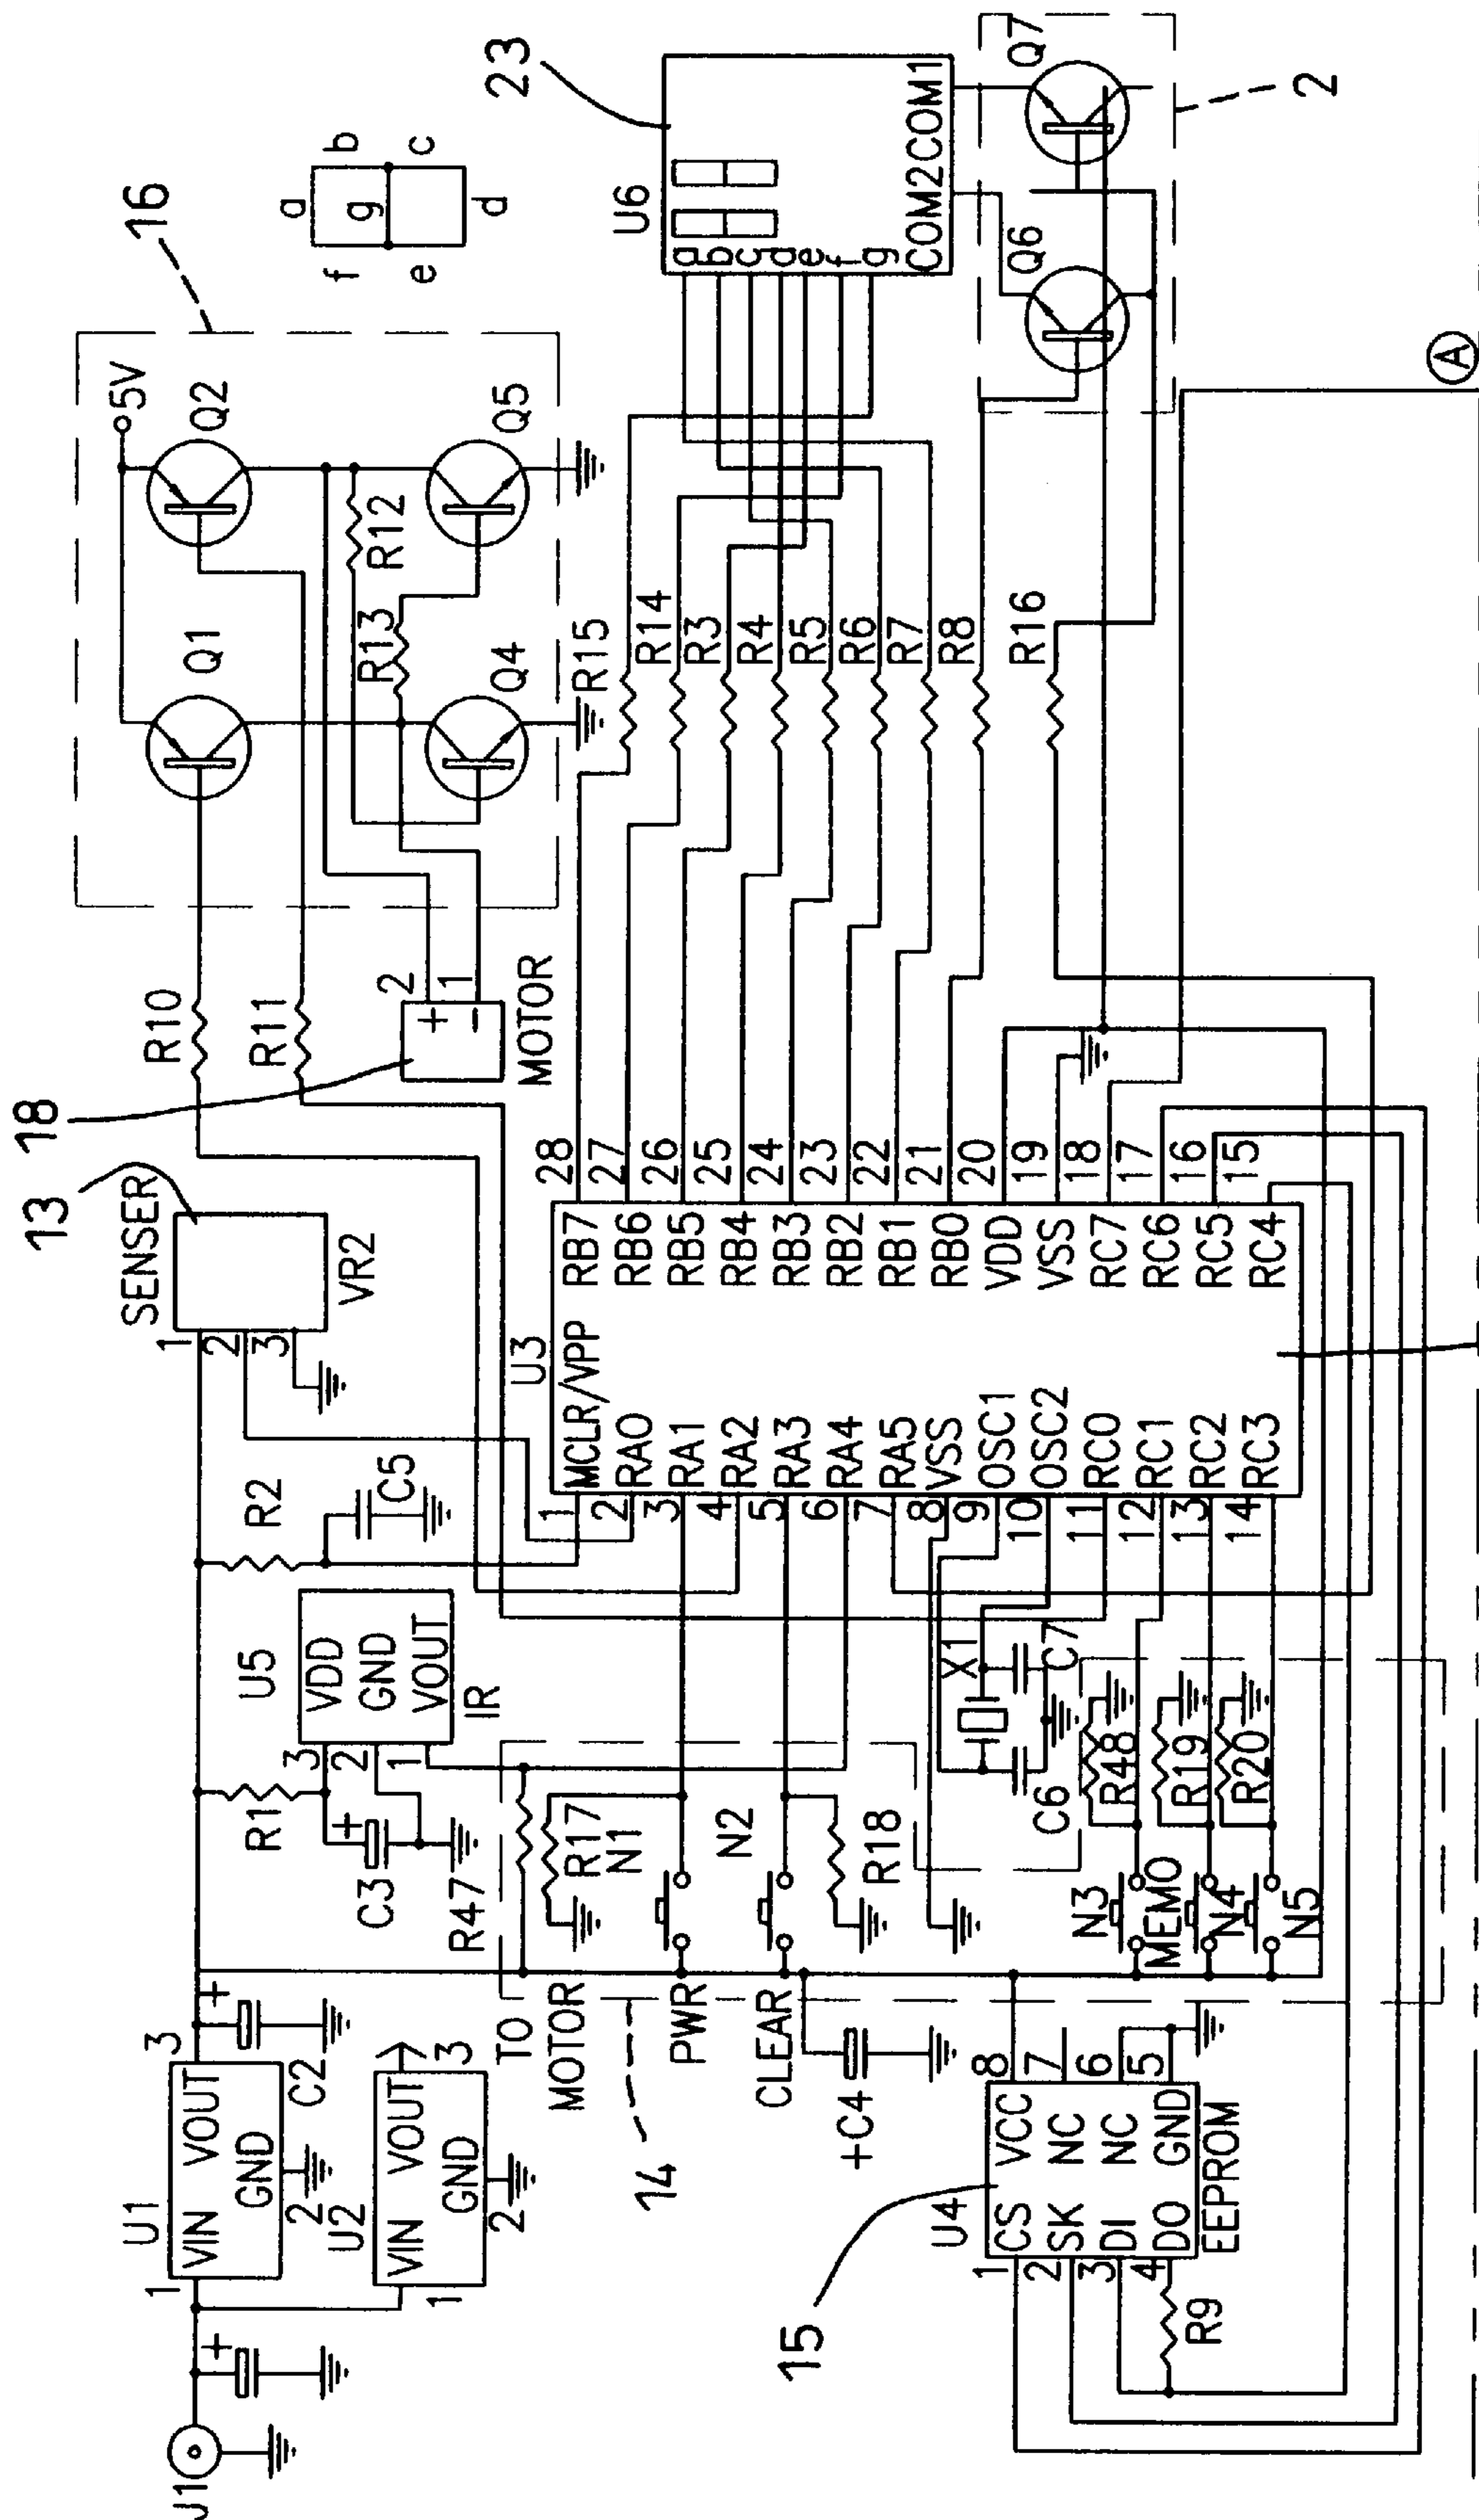 J1
U1
VIN VOUT
GND
1
3
2
C2
U2
VIN VOUT
GND
1
3
2
R1
C3
+
U5
VDD
GND
VOUT
3
2
1
IR
R2
C5
13
SENSER
1
2
3
VR2
18
R10
R11
2
1
+
−
MOTOR
16
5V
Q1
Q2
R13
R12
Q4
Q5
a
b
c
d
e
f
g
23
U6
a
b
c
d
e
f
g
COM2 COM1
Q6
Q7
2
14
TO
MOTOR
R47
R17
N1
PWR
N2
CLEAR
R18
+C4
X1
C6
C7
N3
MEMO
N4
N5
R48
R19
R20
15
U4
CS VCC
SK NC
DI NC
DO GND
1
2
3
4
8
7
6
5
EEPROM
R9
U3
1 MCLR/VPP RB7 28
2 RA0 RB6 27
3 RA1 RB5 26
4 RA2 RB4 25
5 RA3 RB3 24
6 RA4 RB2 23
7 RA5 RB1 22
8 VSS RB0 21
9 OSC1 VDD 20
10 OSC2 VSS 19
11 RC0 RC7 18
12 RC1 RC6 17
13 RC2 RC5 16
14 RC3 RC4 15
R15
R14
R3
R4
R5
R6
R7
R8
R16
A